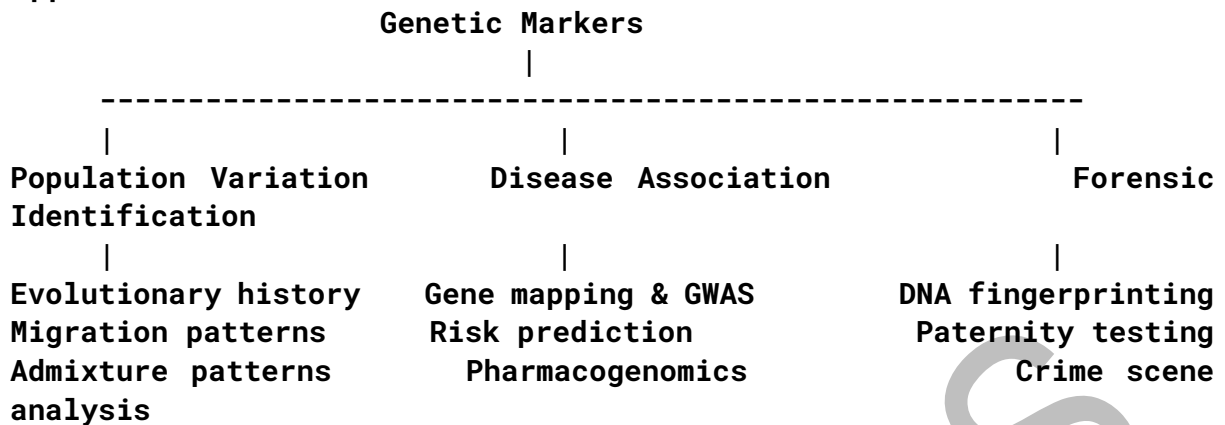 Genetic Markers
|
--------------------------------------------------------
| | |
Population Variation Disease Association Forensic
Identification
| | |
Evolutionary history Gene mapping & GWAS DNA fingerprinting
Migration patterns Risk prediction Paternity testing
Admixture patterns Pharmacogenomics Crime scene
analysis